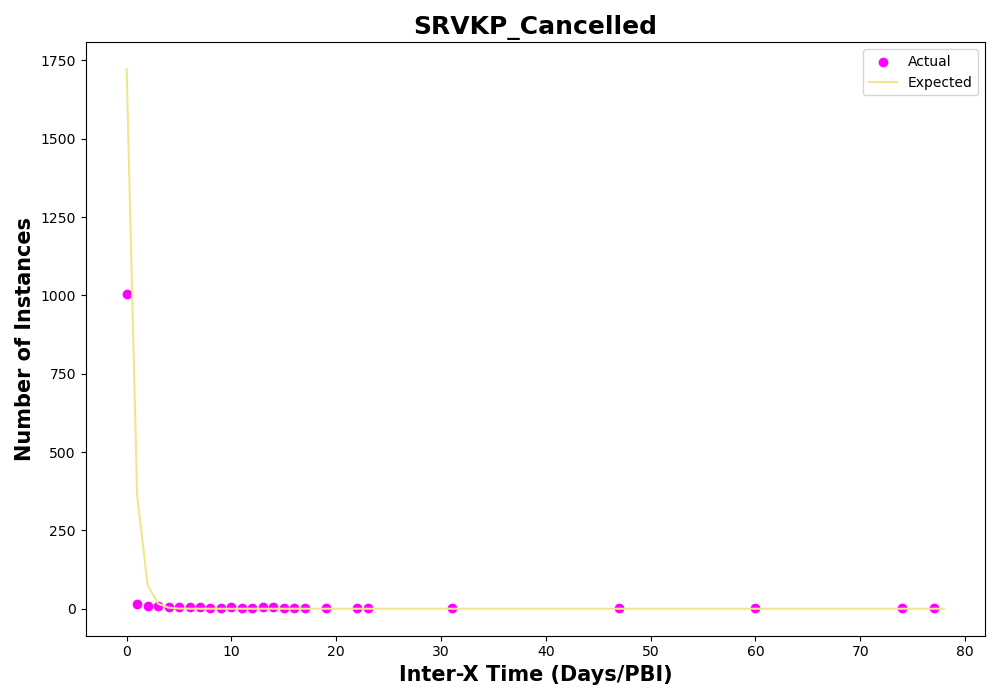 SRVKP_Cancelled
Actual
Expected
Number of Instances
1750
1500
1250
1000
750
500
250
0
0 10 20 30 40 50 60 70 80
Inter-X Time (Days/PBI)